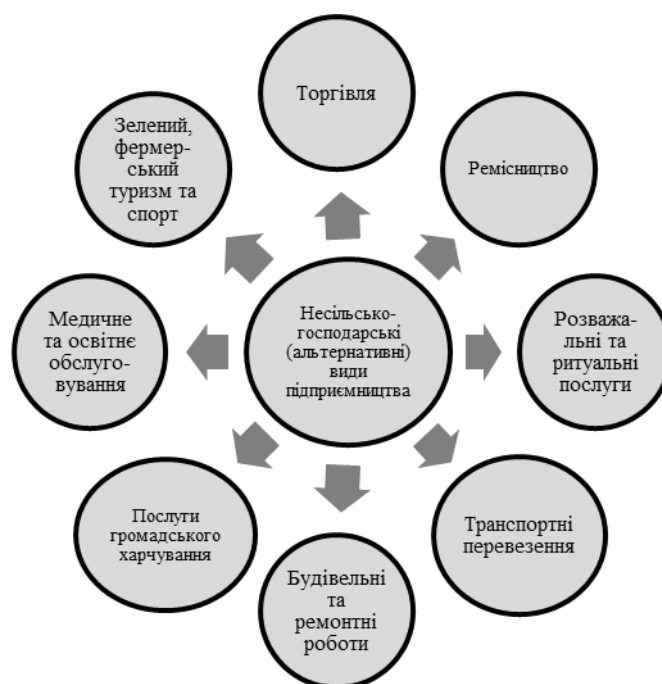 Торгівля
Ремісництво
Розважа-
льні та
ритуальні
послуги
Транспортні
перевезення
Будівельні
та
ремонтні
роботи
Послуги
громадського
харчування
Медичне
та освітнє
обслуго-
вування
Зелений,
фермер-
ський
туризм та
спорт
Несільсько-
господарські
(альтернативні)
види
підприємництва